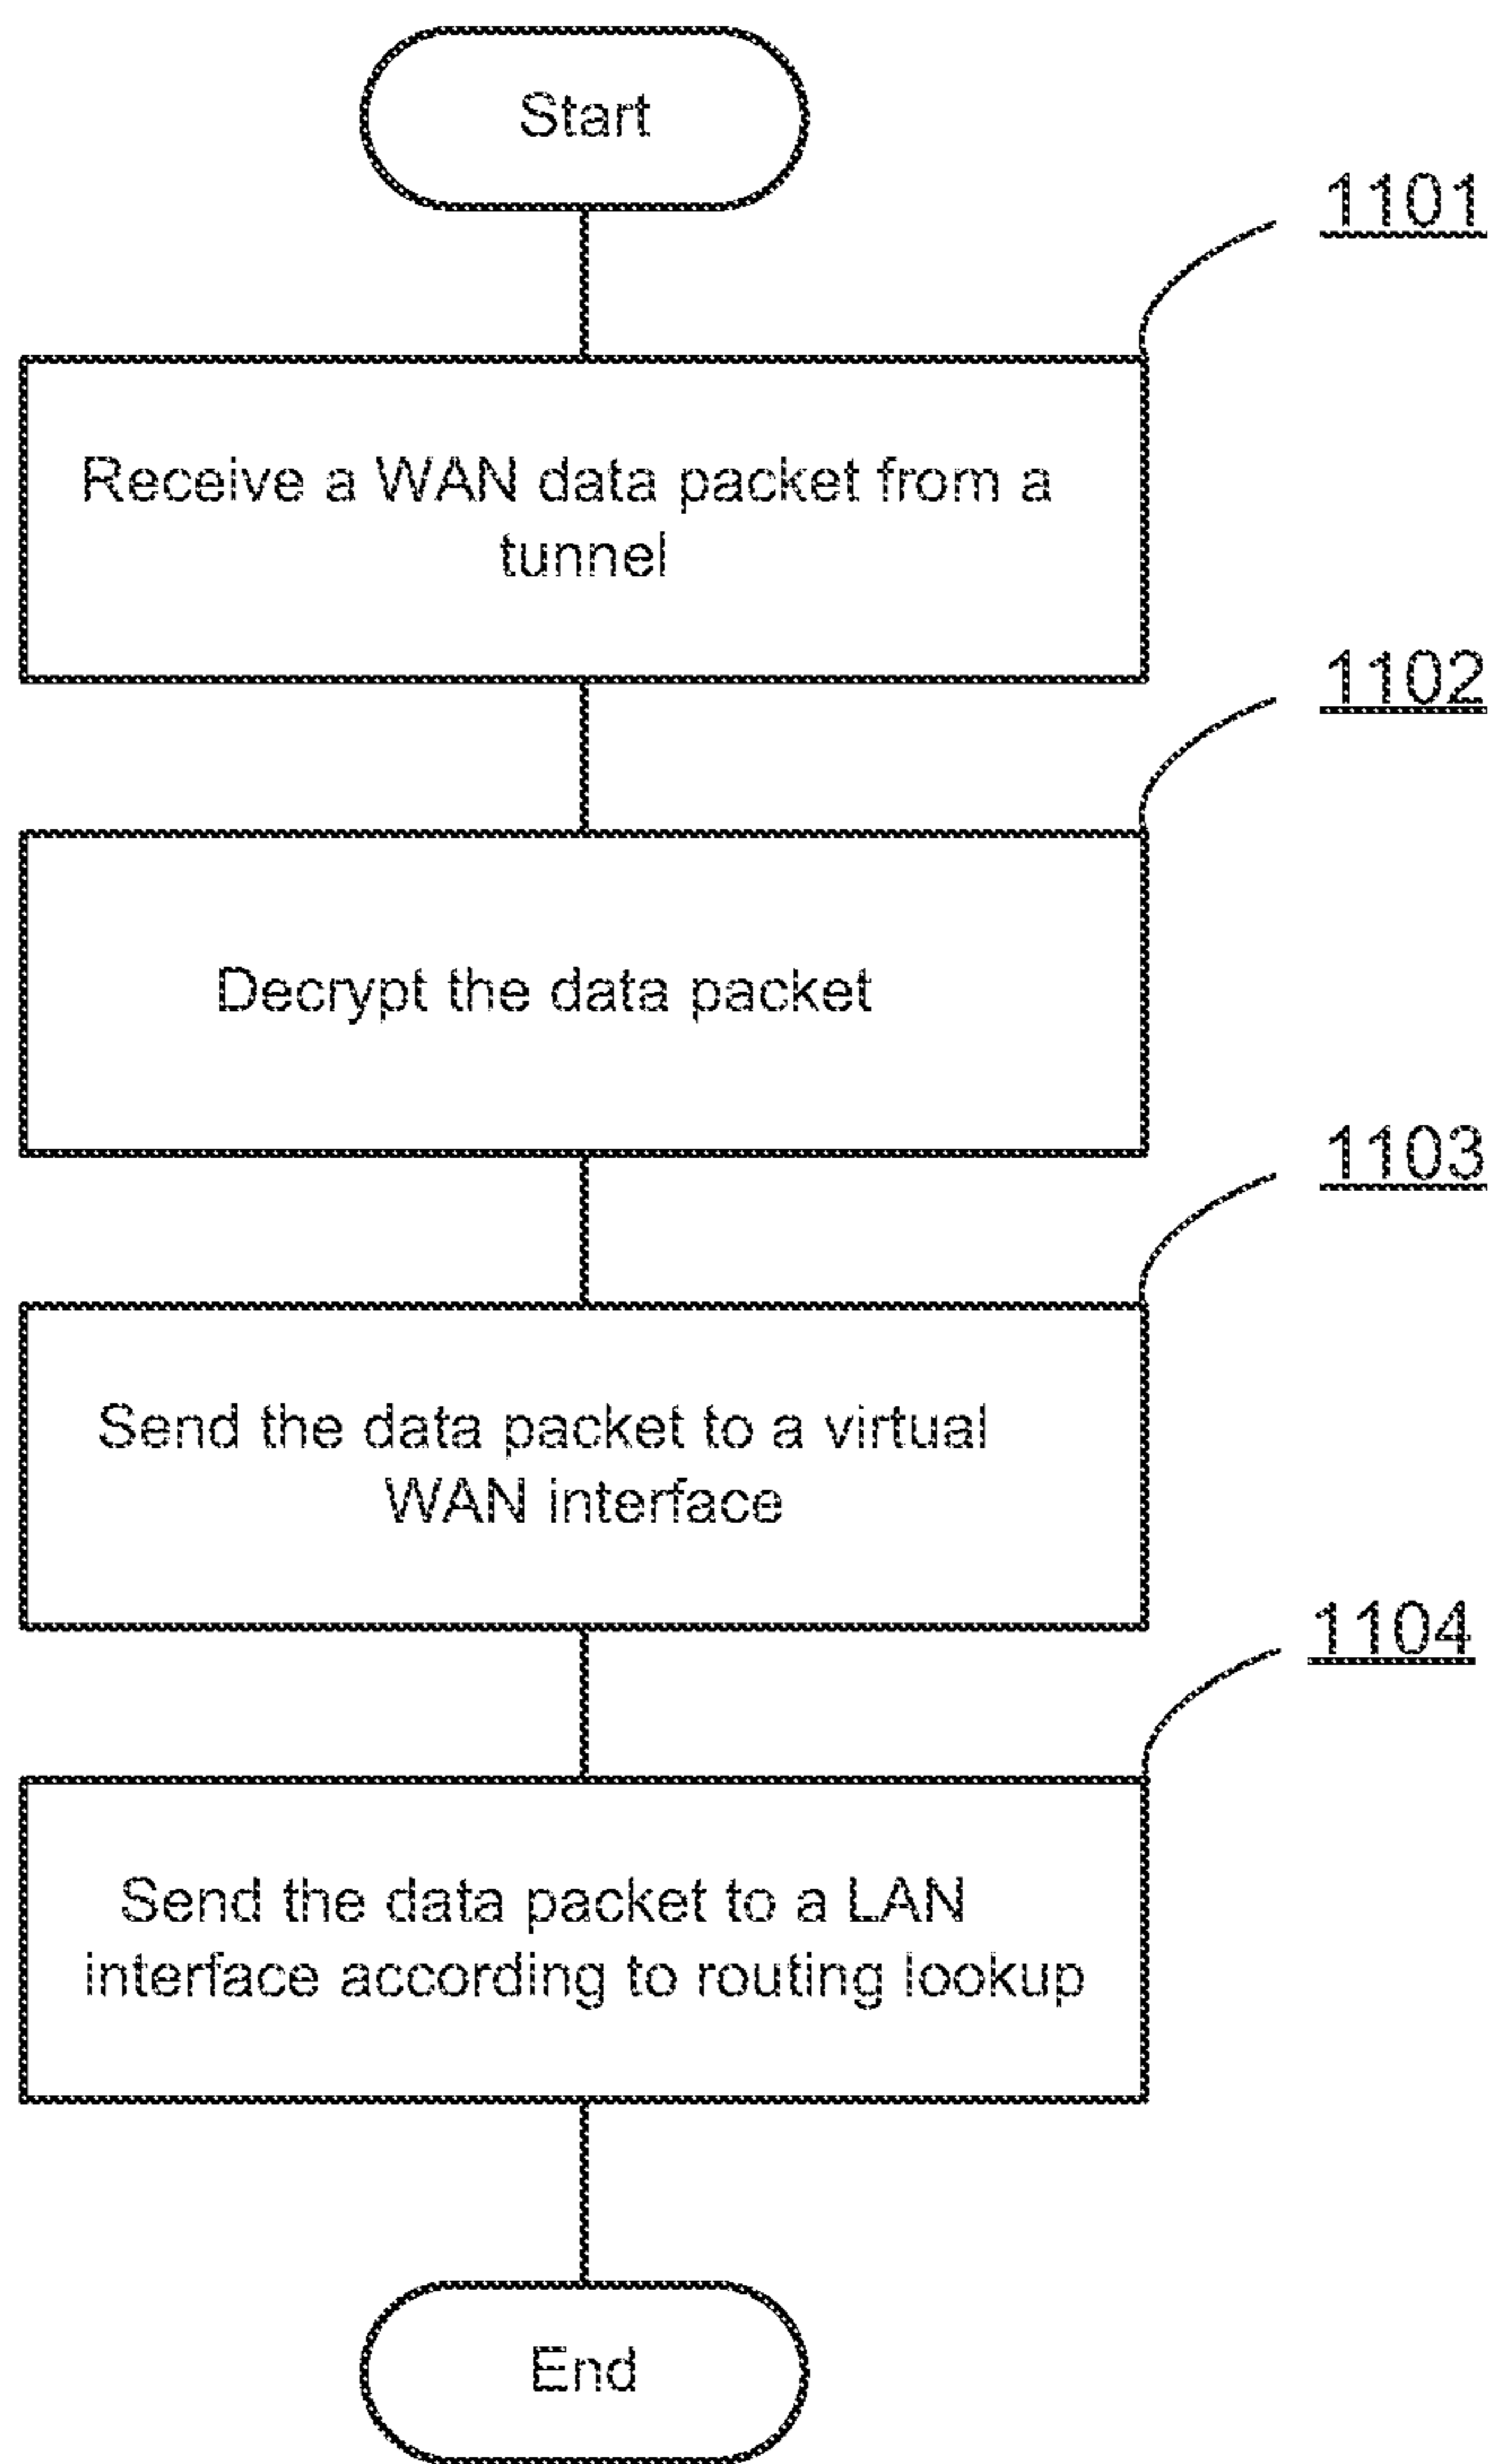 Start
1101
Receive a WAN data packet from a
tunnel
1102
Decrypt the data packet
1103
Send the data packet to a virtual
WAN interface
1104
Send the data packet to a LAN
interface according to routing lookup
End